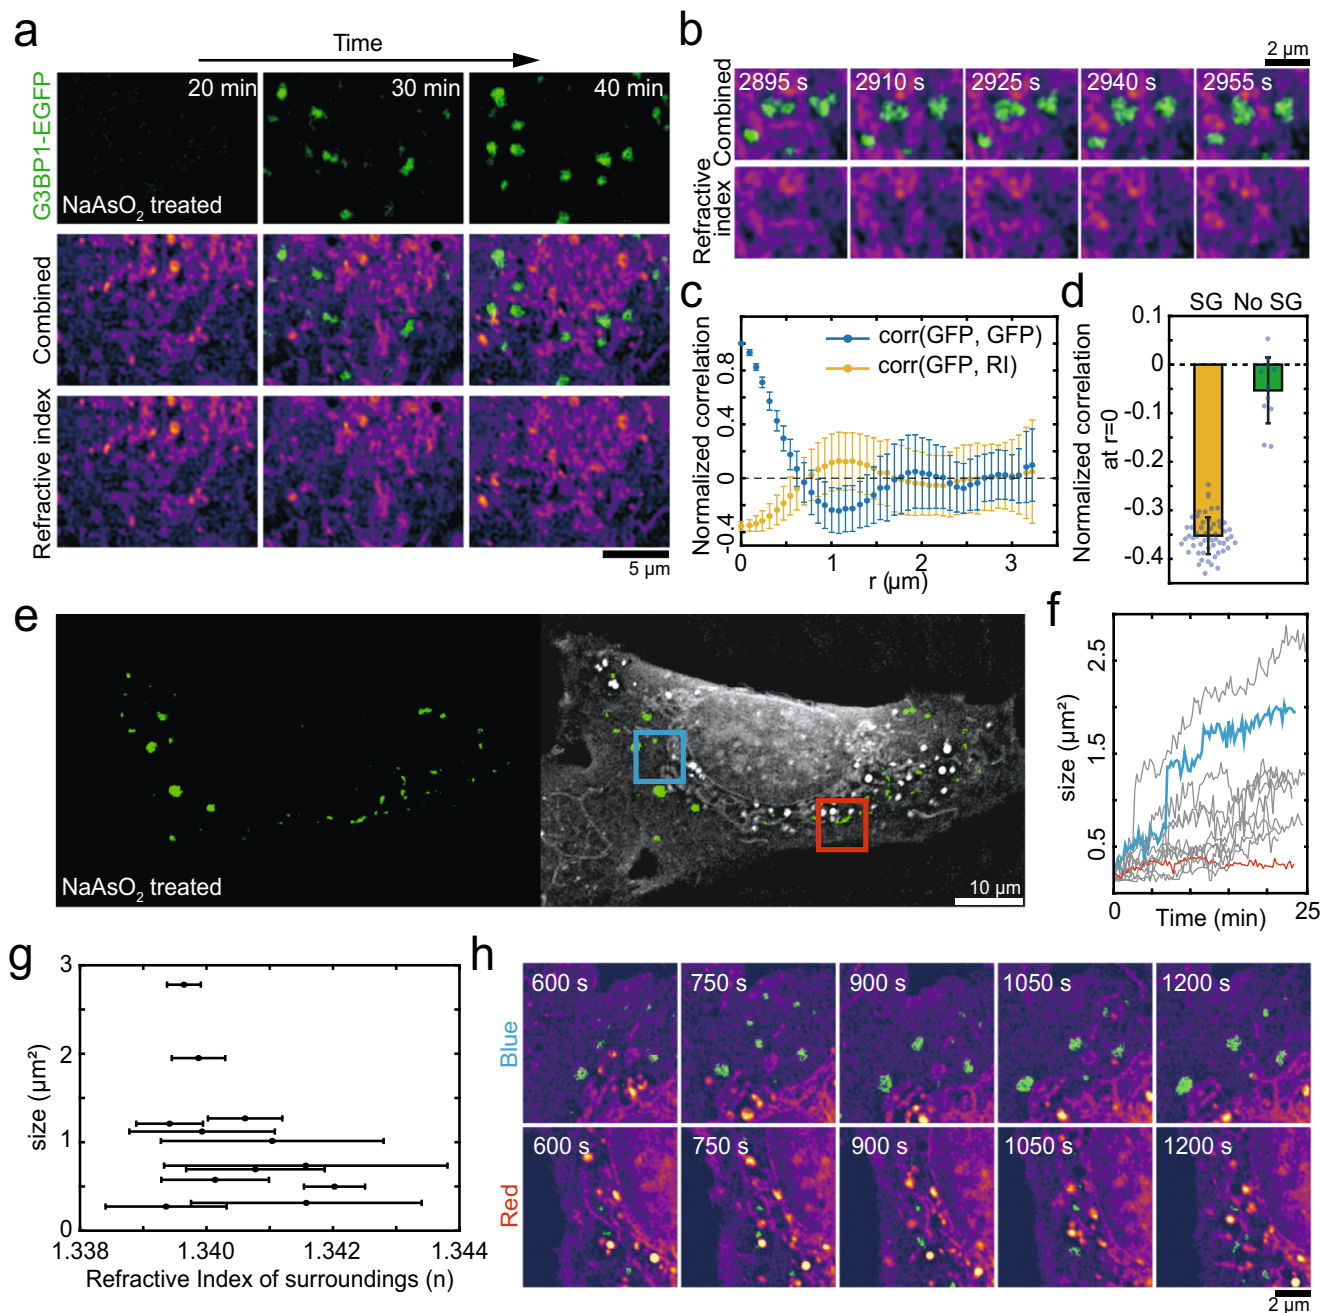 a
Time
G3BP1-EGFP
20 min
30 min
40 min
NaAsO₂ treated
Combined
Refractive index
5 µm
b
2 µm
Combined
2895 s
2910 s
2925 s
2940 s
2955 s
Refractive
index
c
Normalized correlation
0.8
0.4
0
-0.4
corr(GFP, GFP)
corr(GFP, RI)
0
1
2
3
r (µm)
d
SG
No SG
Normalized correlation
at r=0
0.1
0
-0.1
-0.2
-0.3
-0.4
e
NaAsO₂ treated
10 µm
f
size (µm²)
2.5
1.5
0.5
0
Time (min)
25
g
size (µm²)
3
2
1
0
1.338
1.340
1.342
1.344
Refractive Index of surroundings (n)
h
Blue
600 s
750 s
900 s
1050 s
1200 s
Red
600 s
750 s
900 s
1050 s
1200 s
2 µm